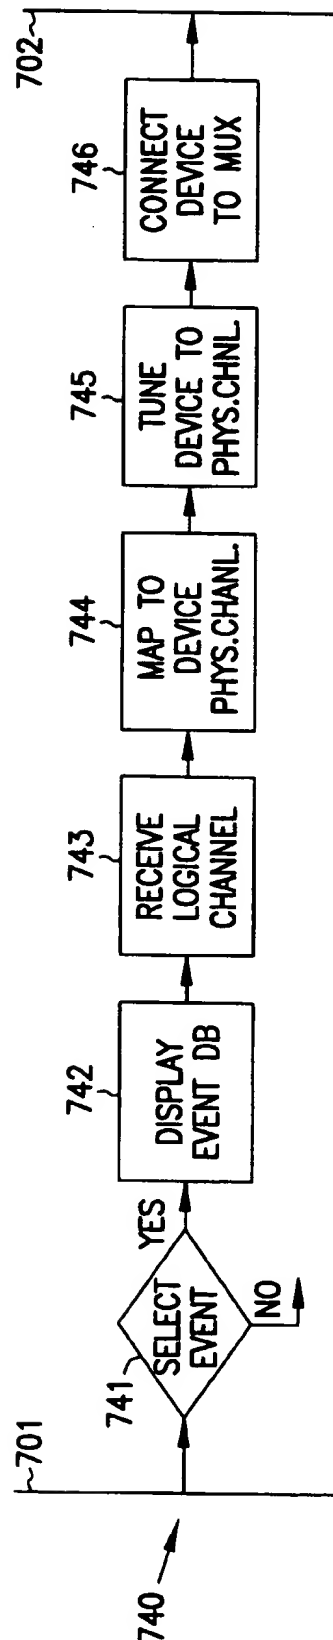 740
701
741
SELECT
EVENT
YES
NO
742
DISPLAY
EVENT DB
743
RECEIVE
LOGICAL
CHANNEL
744
MAP TO
DEVICE
PHYS.CHANL.
745
TUNE
DEVICE TO
PHYS.CHNL.
746
CONNECT
DEVICE
TO MUX
702